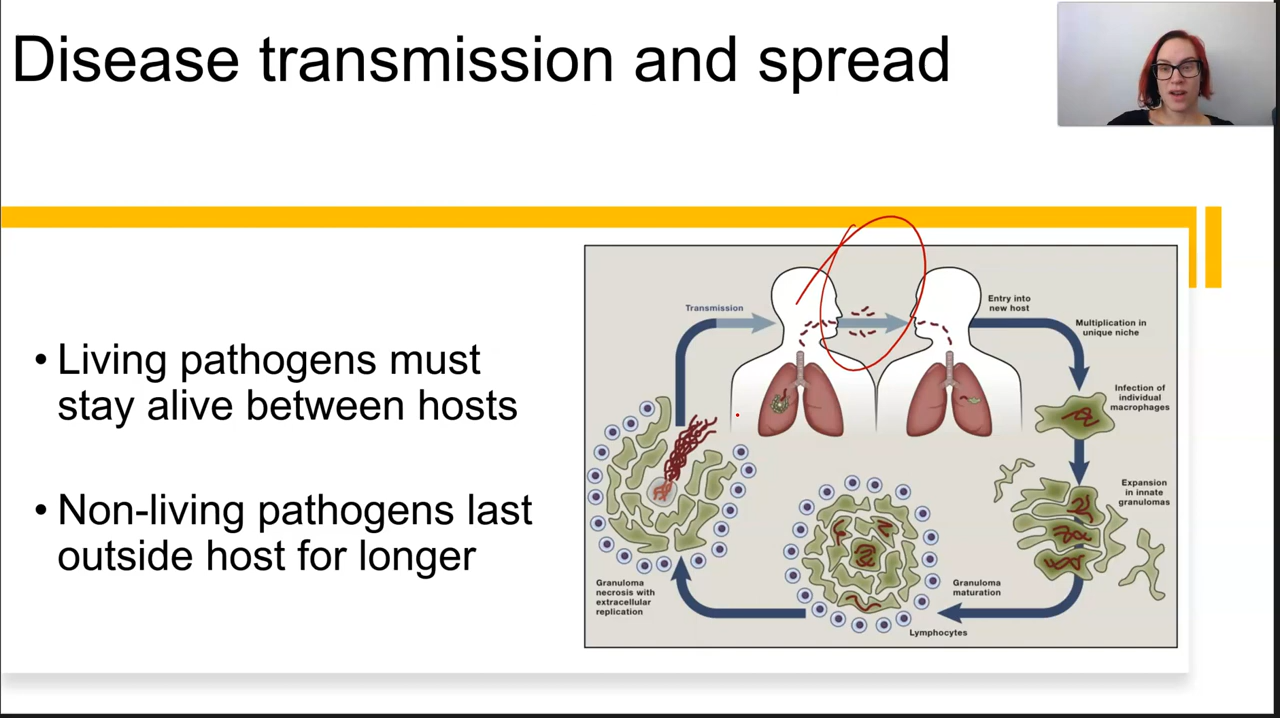 Disease transmission and spread
• Living pathogens must
stay alive between hosts
• Non-living pathogens last
outside host for longer
Transmission
Entry into
new host
Multiplication in
unique niche
Infection of
individual
macrophages
Expansion
in innate
granulomas
Granuloma
maturation
Lymphocytes
Granuloma
necrosis with
extracellular
replication